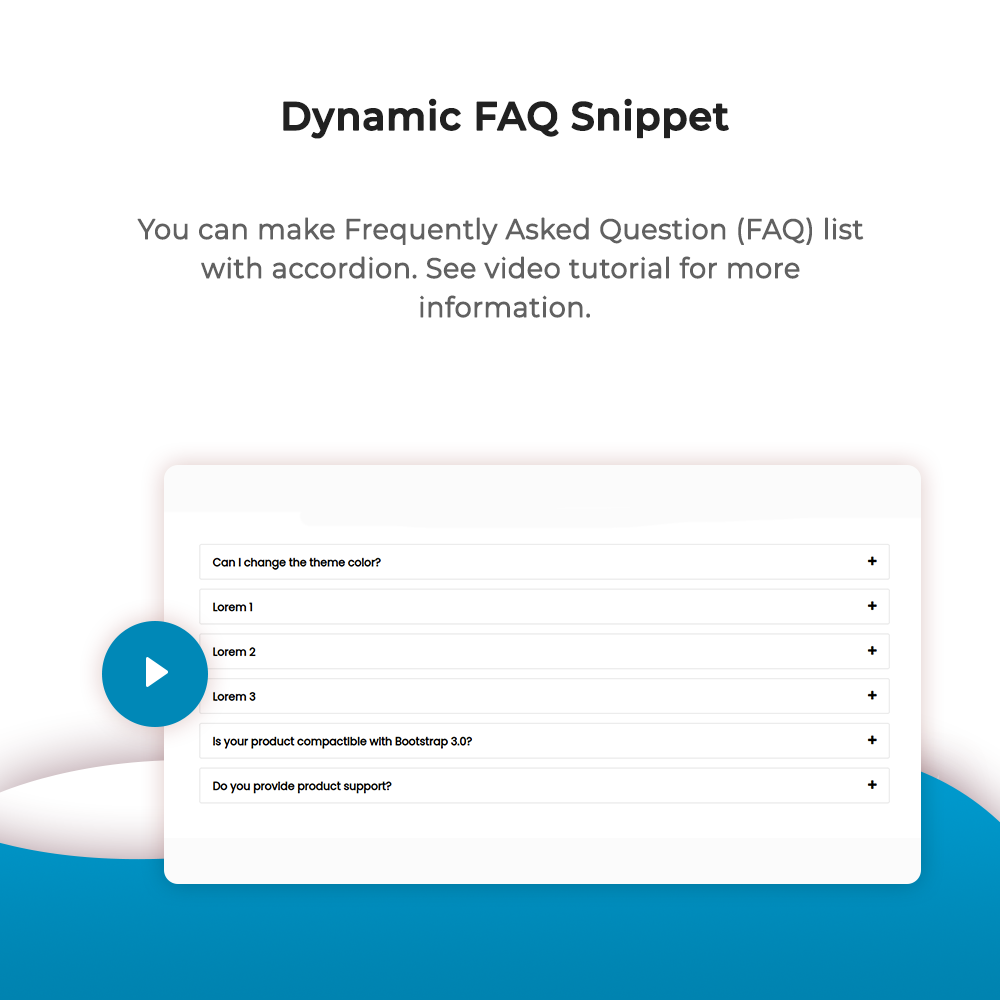 Dynamic FAQ Snippet
You can make Frequently Asked Question (FAQ) list
with accordion. See video tutorial for more
information.
Can I change the theme color?
Lorem 1
Lorem 2
Lorem 3
Is your product compactible with Bootstrap 3.0?
Do you provide product support?